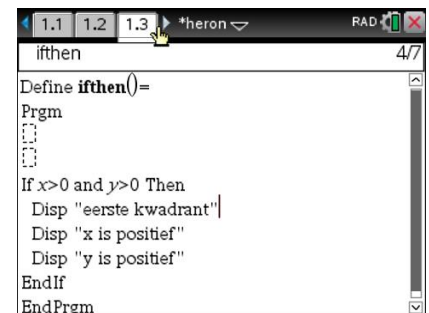 1.1 1.2 1.3 *heron RAD
ifthen 4/7
Define ifthen()=
Prgm
If x>0 and y>0 Then
Disp "eerste kwadrant"
Disp "x is positief"
Disp "y is positief"
EndIf
EndPrgm